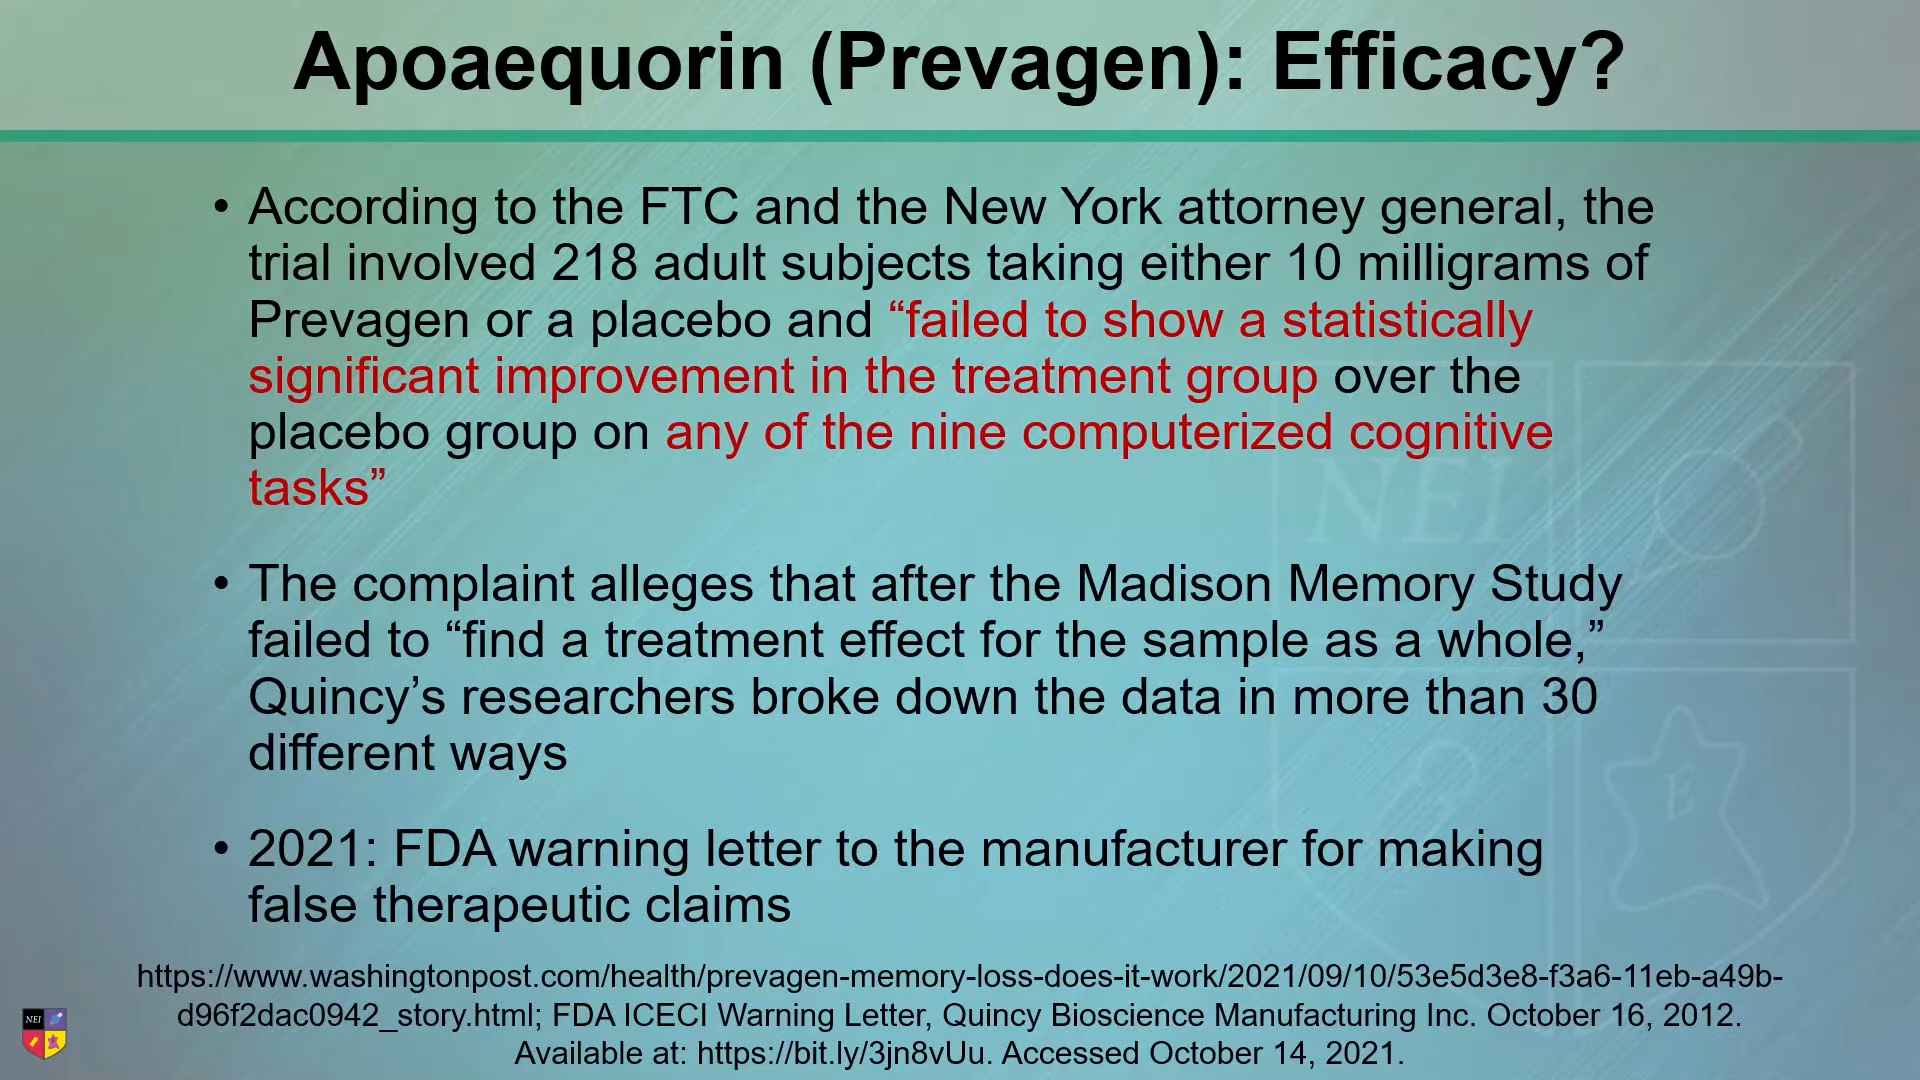 Apoaequorin (Prevagen): Efficacy?
• According to the FTC and the New York attorney general, the
trial involved 218 adult subjects taking either 10 milligrams of
Prevagen or a placebo and “failed to show a statistically
significant improvement in the treatment group over the
placebo group on any of the nine computerized cognitive
tasks”
• The complaint alleges that after the Madison Memory Study
failed to “find a treatment effect for the sample as a whole,”
Quincy’s researchers broke down the data in more than 30
different ways
• 2021: FDA warning letter to the manufacturer for making
false therapeutic claims
https://www.washingtonpost.com/health/prevagen-memory-loss-does-it-work/2021/09/10/53e5d3e8-f3a6-11eb-a49b-
d96f2dac0942_story.html; FDA ICECI Warning Letter, Quincy Bioscience Manufacturing Inc. October 16, 2012.
Available at: https://bit.ly/3jn8vUu. Accessed October 14, 2021.
NEI
E
NEI